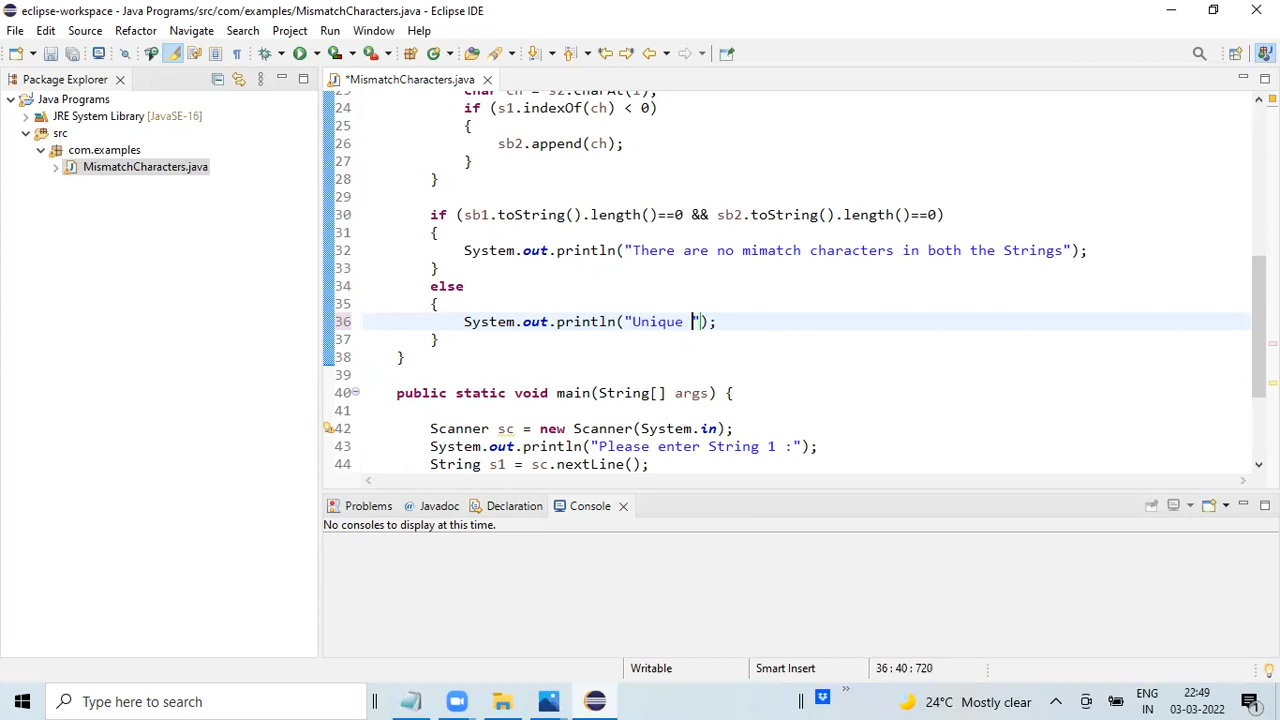 eclipse-workspace - Java Programs/src/com/examples/MismatchCharacters.java - Eclipse IDE
File Edit Source Refactor Navigate Search Project Run Window Help
Package Explorer
*MismatchCharacters.java
Java Programs
JRE System Library [JavaSE-16]
src
com.examples
MismatchCharacters.java
23 char ch = s2.charAt(i);
24 if (s1.indexOf(ch) < 0)
25 {
26 sb2.append(ch);
27 }
28 }
29
30 if (sb1.toString().length()==0 && sb2.toString().length()==0)
31 {
32 System.out.println("There are no mimatch characters in both the Strings");
33 }
34 else
35 {
36 System.out.println("Unique ");
37 }
38 }
39
40 public static void main(String[] args) {
41
42 Scanner sc = new Scanner(System.in);
43 System.out.println("Please enter String 1 :");
44 String s1 = sc.nextLine();
Problems @ Javadoc Declaration Console
No consoles to display at this time.
Writable Smart Insert 36 : 40 : 720
Type here to search
24°C Mostly clear
ENG
IN
22:49
03-03-2022
1